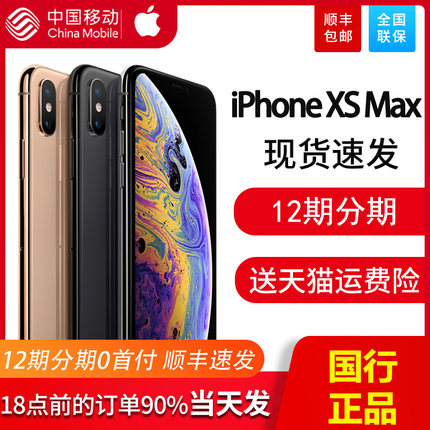 中国移动
China Mobile
顺丰
包邮
全国
联保
iPhone XS Max
现货速发
12期分期
送天猫运费险
12期分期0首付 顺丰速发
18点前的订单90%当天发
国行
正品